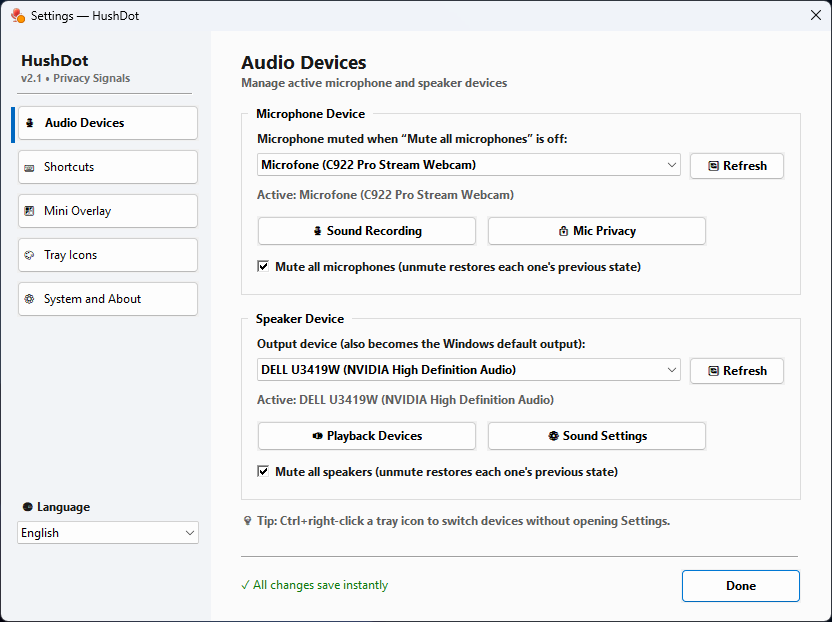 Settings — HushDot
HushDot
v2.1 • Privacy Signals
Audio Devices
Shortcuts
Mini Overlay
Tray Icons
System and About
Language
English
Audio Devices
Manage active microphone and speaker devices
Microphone Device
Microphone muted when “Mute all microphones” is off:
Microfone (C922 Pro Stream Webcam)
Refresh
Active: Microfone (C922 Pro Stream Webcam)
Sound Recording
Mic Privacy
Mute all microphones (unmute restores each one's previous state)
Speaker Device
Output device (also becomes the Windows default output):
DELL U3419W (NVIDIA High Definition Audio)
Refresh
Active: DELL U3419W (NVIDIA High Definition Audio)
Playback Devices
Sound Settings
Mute all speakers (unmute restores each one's previous state)
Tip: Ctrl+right-click a tray icon to switch devices without opening Settings.
✓ All changes save instantly
Done